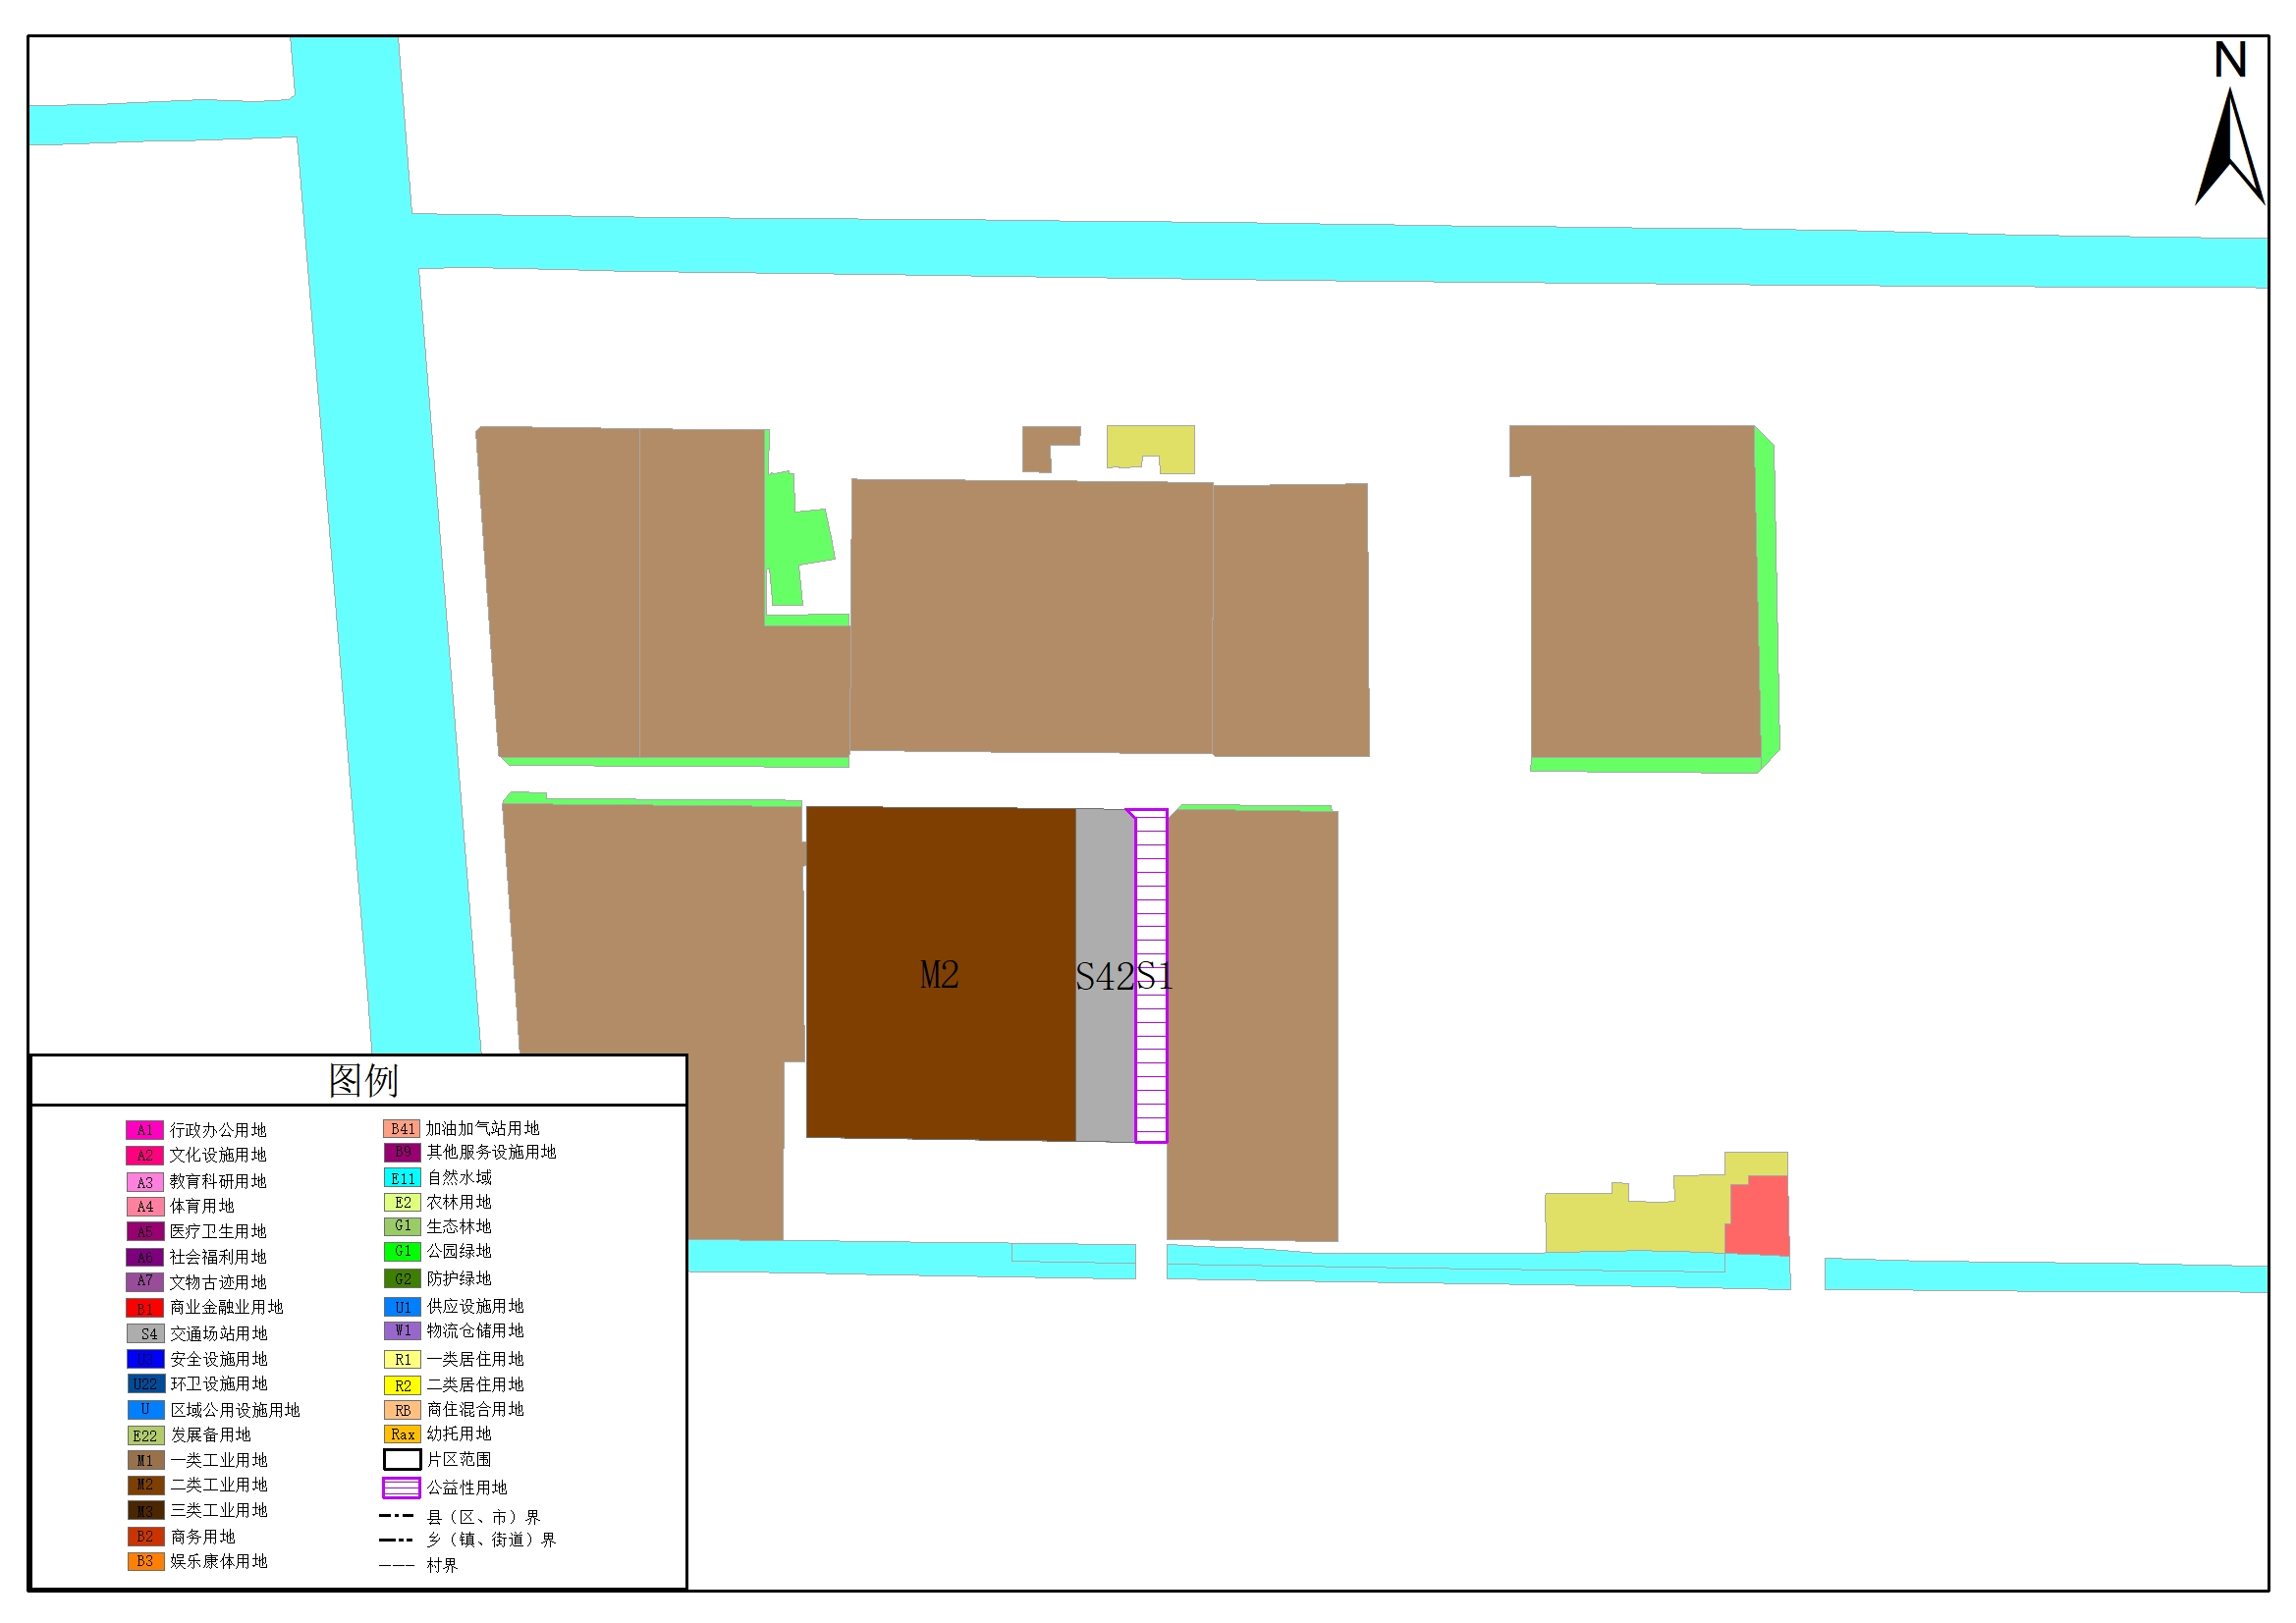 N
M2
S42
S1
图例
A1 行政办公用地
A2 文化设施用地
A3 教育科研用地
A4 体育用地
A5 医疗卫生用地
A6 社会福利用地
A7 文物古迹用地
B1 商业金融业用地
S4 交通场站用地
安全设施用地
U22 环卫设施用地
U 区域公用设施用地
E22 发展备用地
M1 一类工业用地
M2 二类工业用地
M3 三类工业用地
B2 商务用地
B3 娱乐康体用地
B41 加油加气站用地
B9 其他服务设施用地
E11 自然水域
E2 农林用地
G1 生态林地
G1 公园绿地
G2 防护绿地
U1 供应设施用地
W1 物流仓储用地
R1 一类居住用地
R2 二类居住用地
RB 商住混合用地
Rax 幼托用地
片区范围
公益性用地
县（区、市）界
乡（镇、街道）界
村界